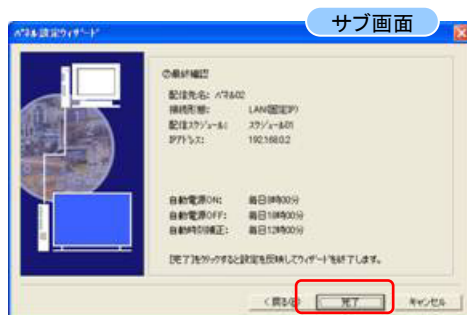 サブ画面
パネル設定ウィザード
⑦最終確認
配信先名: パネル02
接続形態: LAN(固定IP)
配信スケジュール: スケジュール01
IPアドレス: 192.168.0.2
自動電源ON: 毎日8時00分
自動電源OFF: 毎日18時00分
自動時刻補正: 毎日12時00分
[完了]をクリックすると設定を反映してウィザードを終了します。
< 戻る(B) 完了 キャンセル